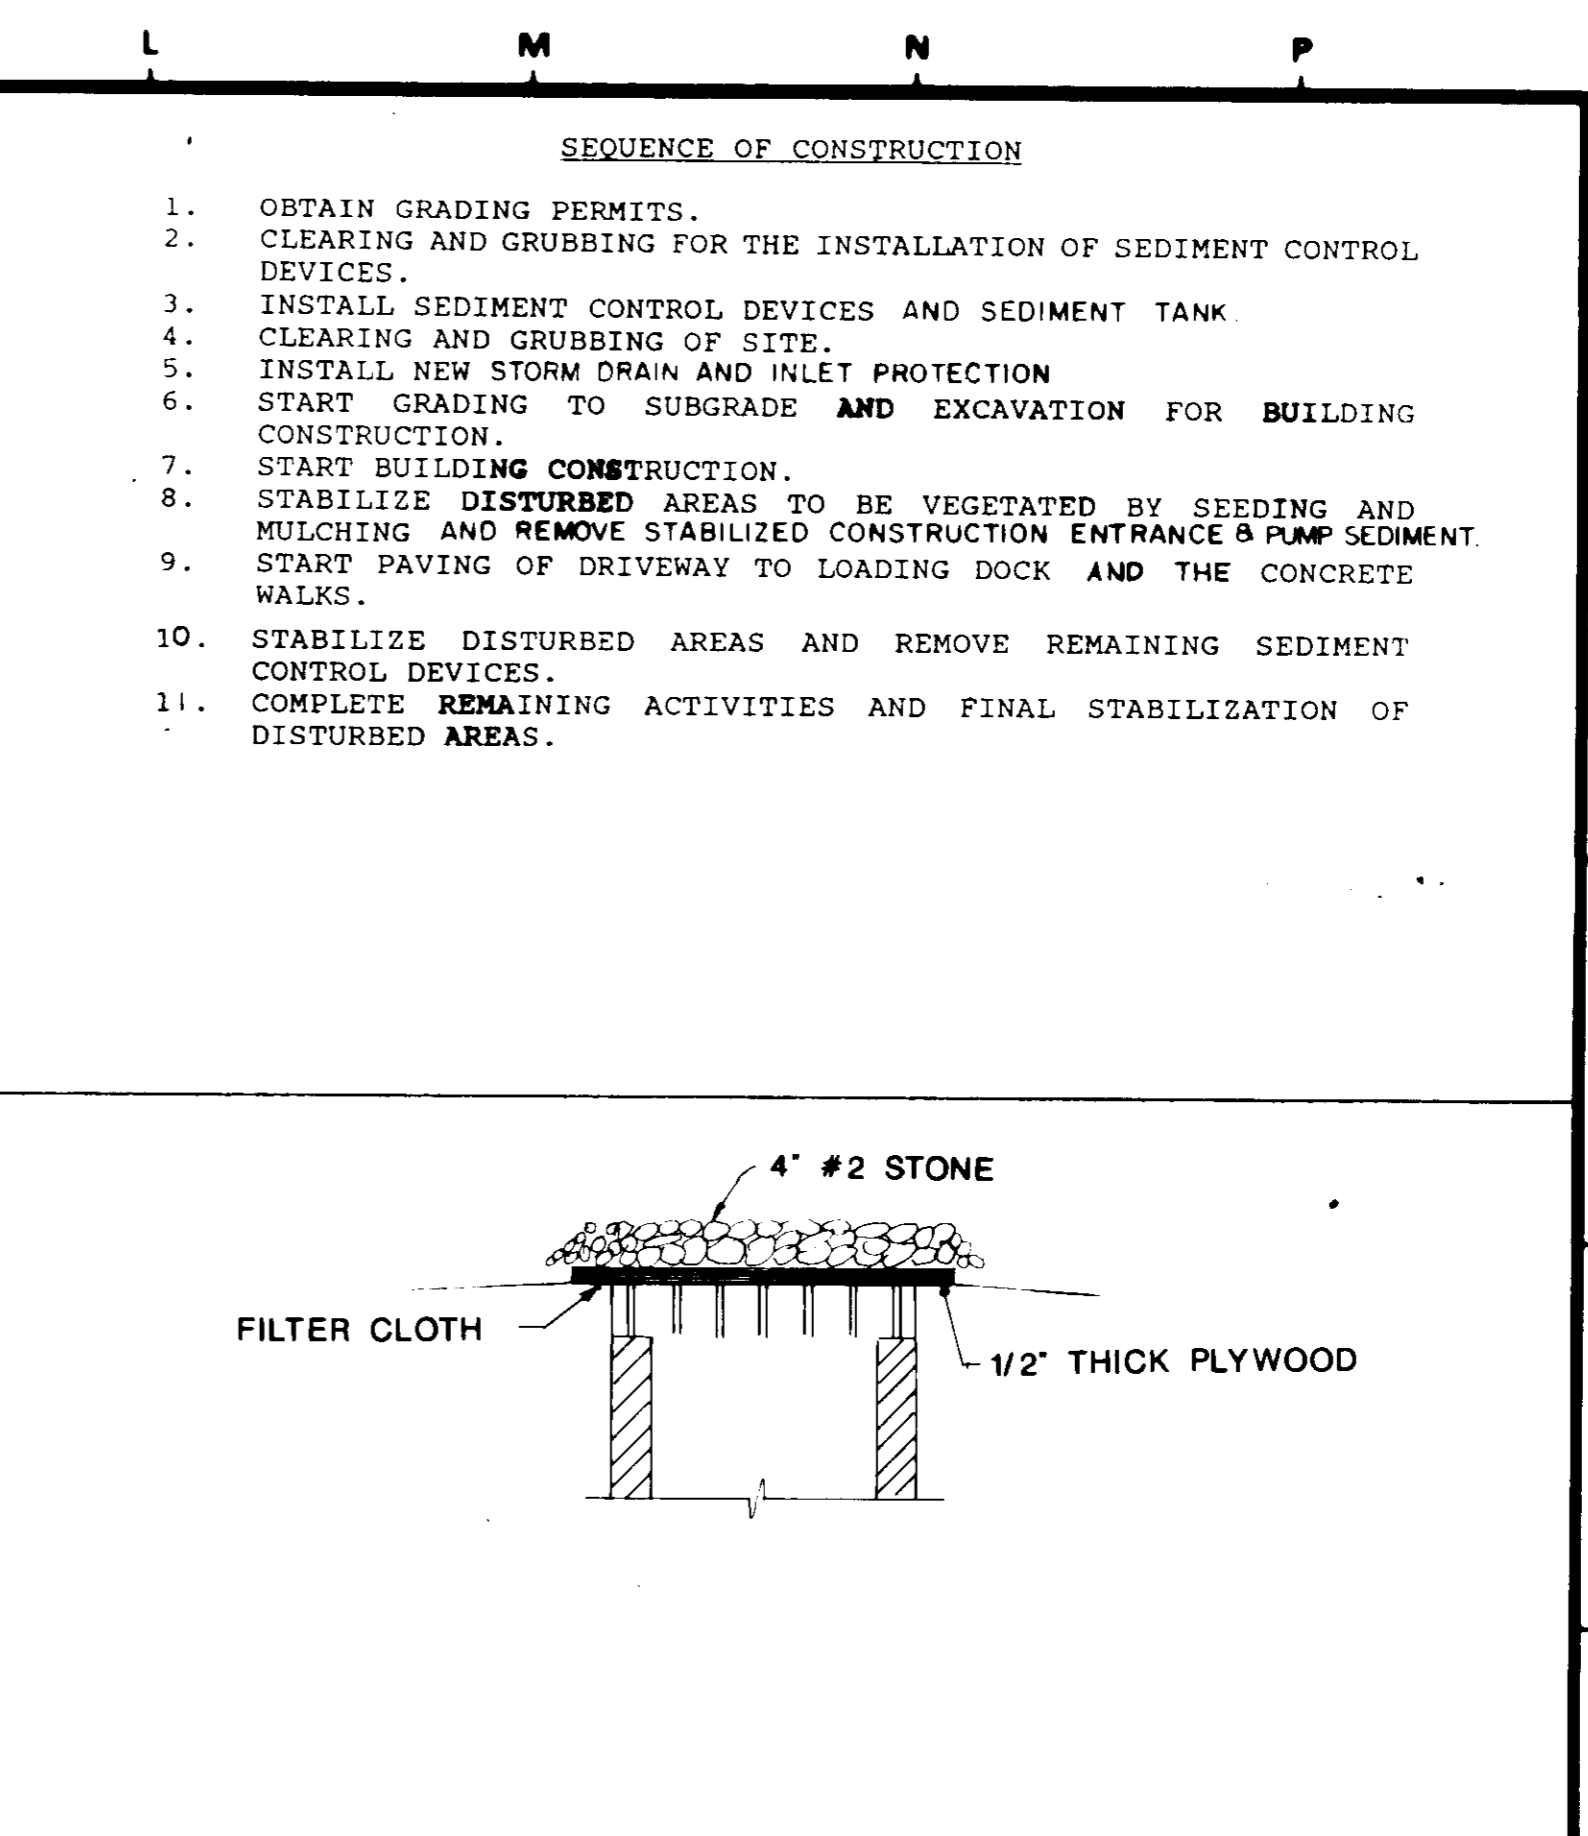 L M N P
SEQUENCE OF CONSTRUCTION
1. OBTAIN GRADING PERMITS.
2. CLEARING AND GRUBBING FOR THE INSTALLATION OF SEDIMENT CONTROL
DEVICES.
3. INSTALL SEDIMENT CONTROL DEVICES AND SEDIMENT TANK.
4. CLEARING AND GRUBBING OF SITE.
5. INSTALL NEW STORM DRAIN AND INLET PROTECTION
6. START GRADING TO SUBGRADE AND EXCAVATION FOR BUILDING
CONSTRUCTION.
7. START BUILDING CONSTRUCTION.
8. STABILIZE DISTURBED AREAS TO BE VEGETATED BY SEEDING AND
MULCHING AND REMOVE STABILIZED CONSTRUCTION ENTRANCE & PUMP SEDIMENT.
9. START PAVING OF DRIVEWAY TO LOADING DOCK AND THE CONCRETE
WALKS.
10. STABILIZE DISTURBED AREAS AND REMOVE REMAINING SEDIMENT
CONTROL DEVICES.
11. COMPLETE REMAINING ACTIVITIES AND FINAL STABILIZATION OF
DISTURBED AREAS.
4" #2 STONE
FILTER CLOTH
1/2" THICK PLYWOOD